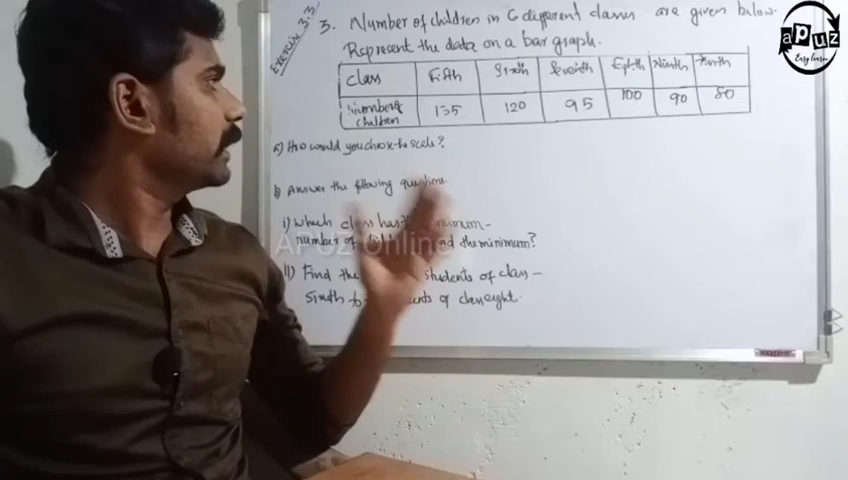 Exercise 3.3
3. Number of children in 6 different classes are given below.
Represent the data on a bar graph.
Class Fifth Sixth Seventh Eighth Ninth Tenth
Number of children 135 120 95 100 90 80
a) How would you choose the scale?
b) Answer the following questions.
i) Which class has the
number of and the minimum?
ii) Find the students of class
Sixth to of class eight.
APUZ Online
apuz
Easy learn